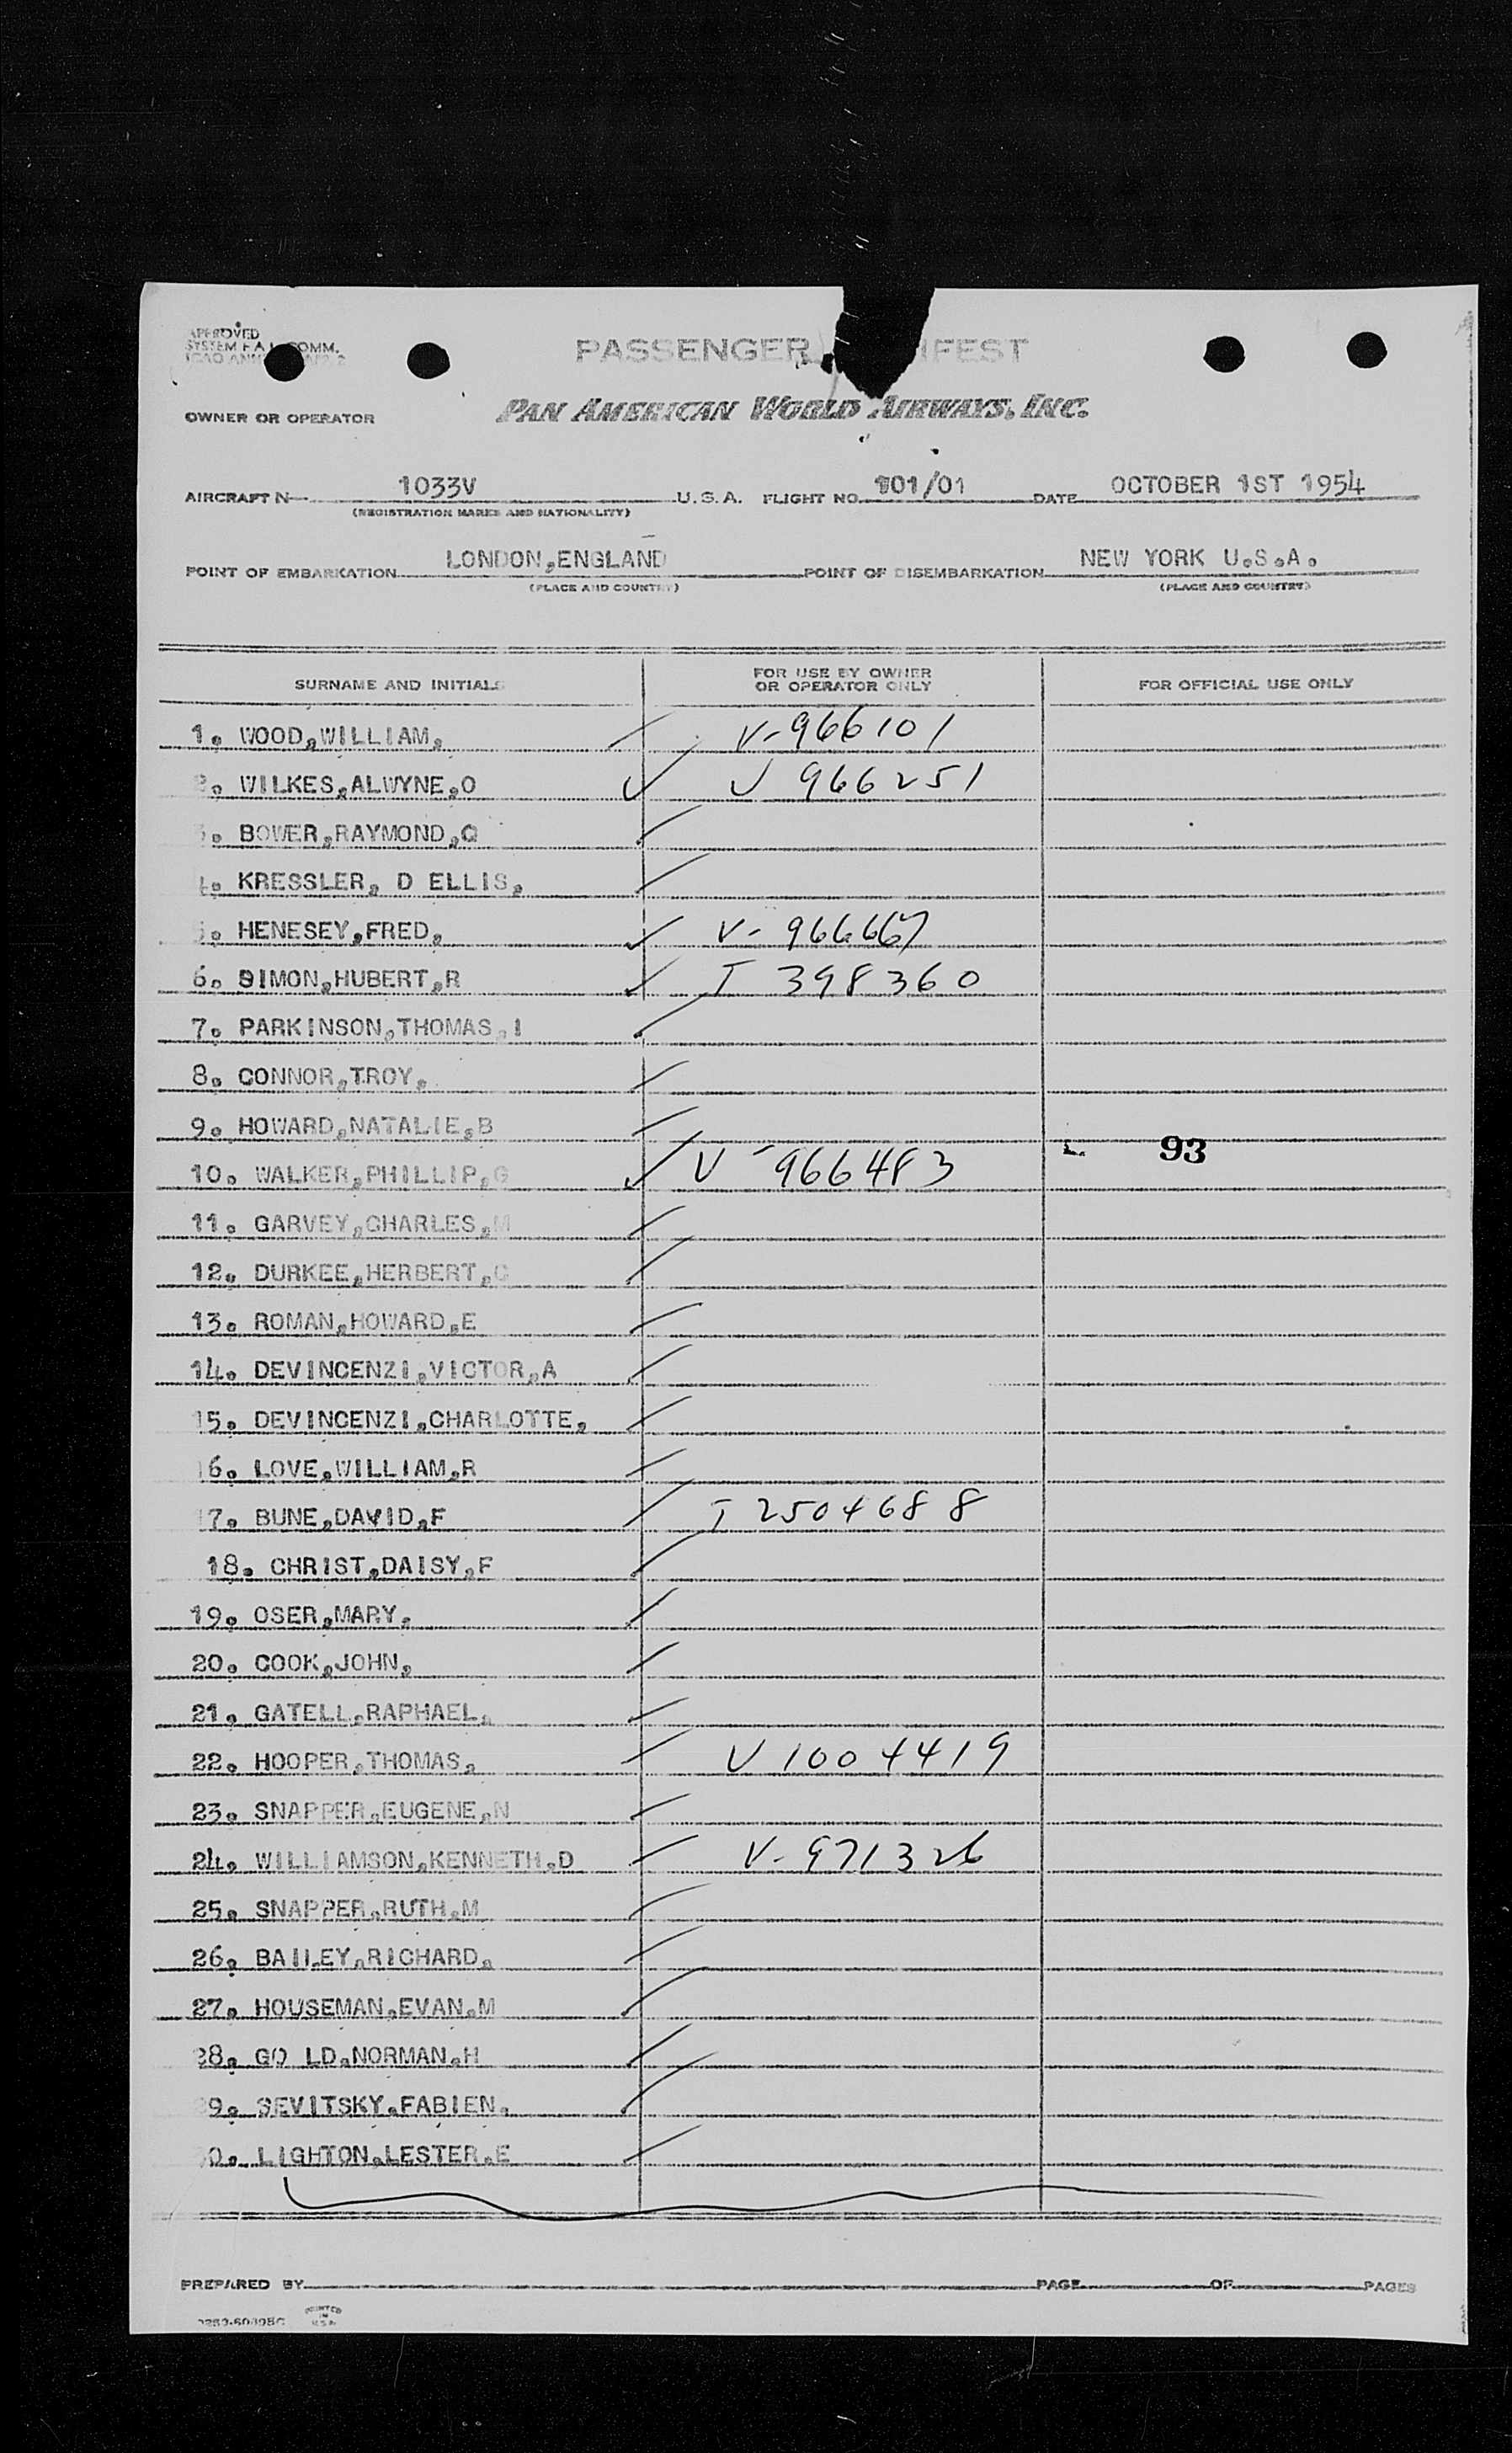 APPROVED
SYSTEM F A L COMM.
PASSENGER
OWNER OR OPERATOR PAN AMERICAN WORLD AIRWAYS, INC.
AIRCRAFT N 1033V U.S.A. FLIGHT NO. 101/01 DATE OCTOBER 1ST 1954
(REGISTRATION MARKS AND NATIONALITY)
POINT OF EMBARKATION LONDON,ENGLAND POINT OF DISEMBARKATION NEW YORK U.S.A.
(PLACE AND COUNTRY) (PLACE AND COUNTRY)
SURNAME AND INITIALS FOR USE BY OWNER OR OPERATOR ONLY FOR OFFICIAL USE ONLY
1. WOOD,WILLIAM, V-966101
2. WILKES,ALWYNE,O V 966251
3. BOWER,RAYMOND,Q
4. KRESSLER, D ELLIS,
5. HENESEY,FRED, V- 966667
6. SIMON,HUBERT,R I 398360
7. PARKINSON,THOMAS,I
8. CONNOR,TROY,
9. HOWARD,NATALIE,B
93
10. WALKER,PHILLIP,G V-966483
11. GARVEY,CHARLES,M
12. DURKEE,HERBERT,C
13. ROMAN,HOWARD,E
14. DEVINCENZI,VICTOR,A
15. DEVINCENZI,CHARLOTTE,
16. LOVE,WILLIAM,R
17. BUNE,DAVID,F I 2504688
18. CHRIST,DAISY,F
19. OSER,MARY,
20. COOK,JOHN,
21. GATELL,RAPHAEL,
22. HOOPER,THOMAS, V 1004419
23. SNAPPER,EUGENE,N
24. WILLIAMSON,KENNETH,D V-971326
25. SNAPPER,RUTH,M
26. BAILEY,RICHARD,
27. HOUSEMAN,EVAN,M
28. GO LD,NORMAN,H
29. SEVITSKY,FABIEN,
30. LIGHTON,LESTER,E
PREPARED BY PAGE OF PAGES
PRINTED
IN
U.S.A.